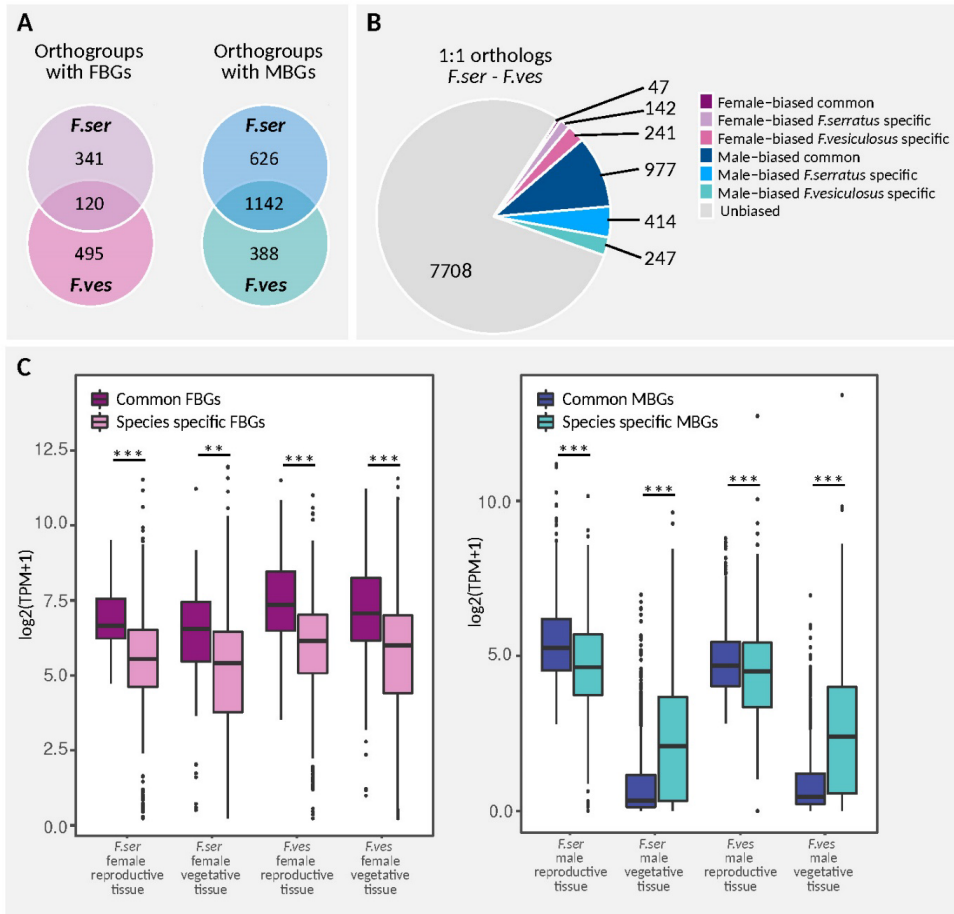 A
Orthogroups
with FBGs
Orthogroups
with MBGs
F.ser
341
120
495
F.ves
F.ser
626
1142
388
F.ves
B
1:1 orthologs
F.ser - F.ves
47
142
241
977
414
247
7708
Female-biased common
Female-biased F.serratus specific
Female-biased F.vesiculosus specific
Male-biased common
Male-biased F.serratus specific
Male-biased F.vesiculosus specific
Unbiased
C
Common FBGs
Species specific FBGs
log2(TPM+1)
12.5
10.0
7.5
5.0
2.5
0.0
***
**
***
***
F.ser
female
reproductive
tissue
F.ser
female
vegetative
tissue
F.ves
female
reproductive
tissue
F.ves
female
vegetative
tissue
Common MBGs
Species specific MBGs
log2(TPM+1)
10.0
5.0
0.0
***
***
***
***
F.ser
male
reproductive
tissue
F.ser
male
vegetative
tissue
F.ves
male
reproductive
tissue
F.ves
male
vegetative
tissue